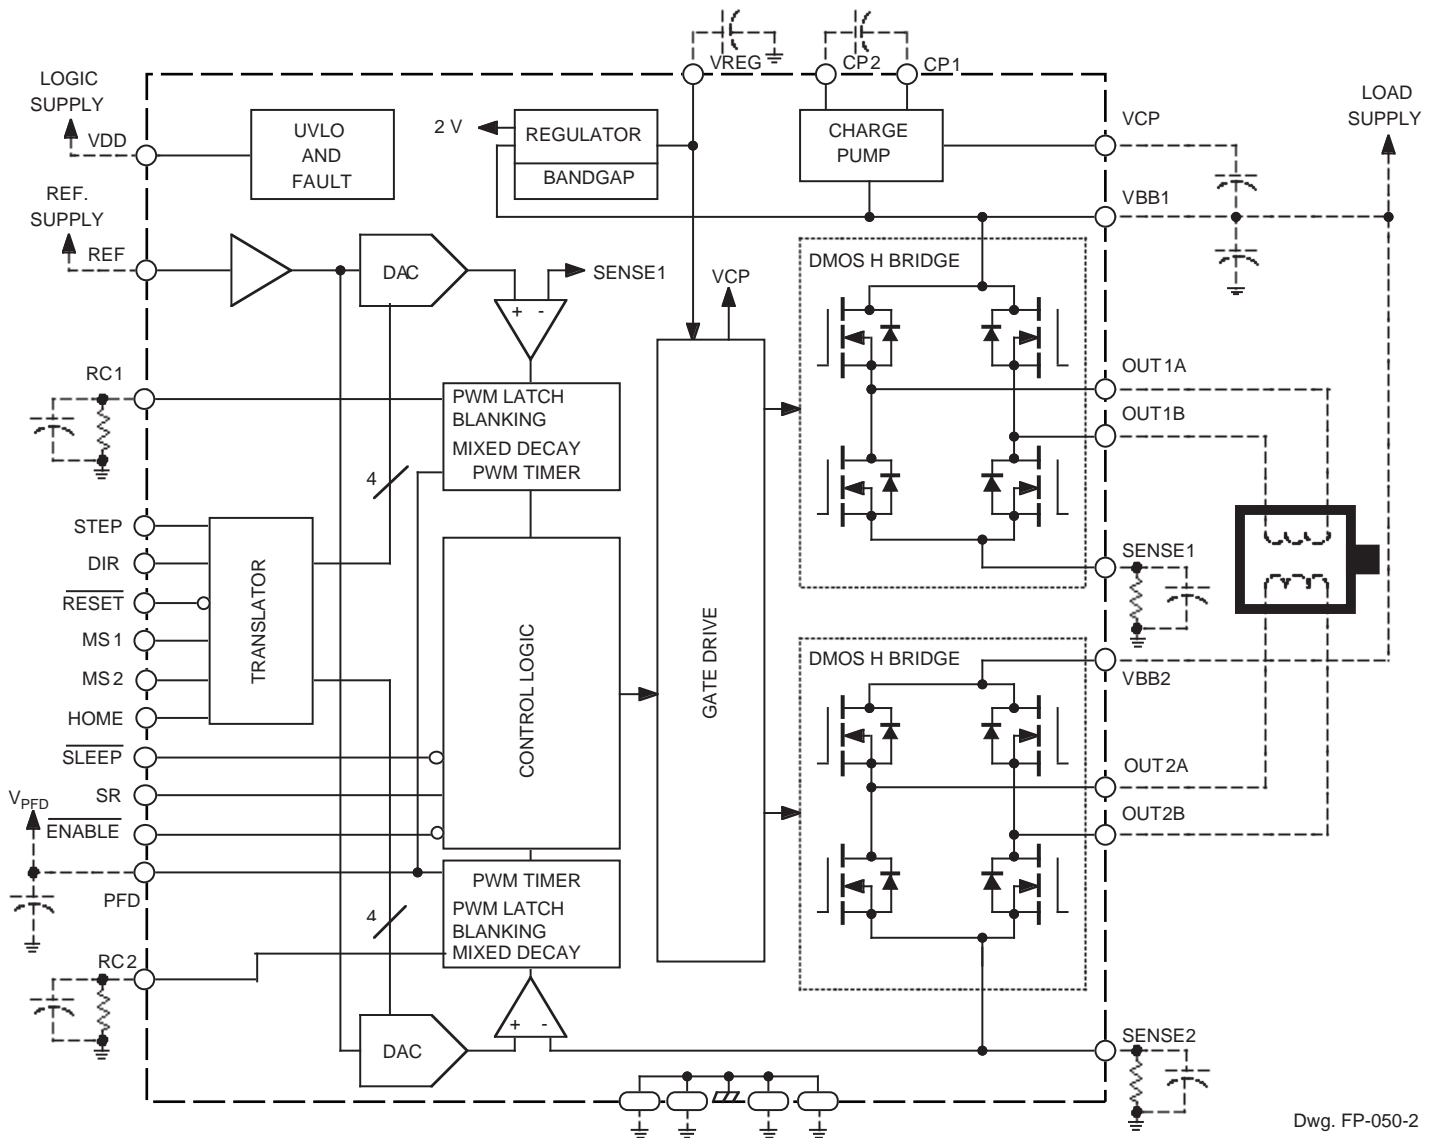 VREG
CP2
CP1
LOGIC
SUPPLY
VDD
UVLO
AND
FAULT
2 V
REGULATOR
BANDGAP
CHARGE
PUMP
VCP
LOAD
SUPPLY
REF.
SUPPLY
REF
VBB1
DAC
SENSE1
+ -
VCP
DMOS H BRIDGE
RC1
PWM LATCH
BLANKING
MIXED DECAY
PWM TIMER
4
OUT1A
OUT1B
STEP
DIR
RESET
MS1
MS2
HOME
SLEEP
SR
ENABLE
VPFD
PFD
TRANSLATOR
CONTROL LOGIC
GATE DRIVE
SENSE1
DMOS H BRIDGE
VBB2
OUT2A
OUT2B
PWM TIMER
PWM LATCH
BLANKING
MIXED DECAY
4
RC2
DAC
+ -
SENSE2
Dwg. FP-050-2